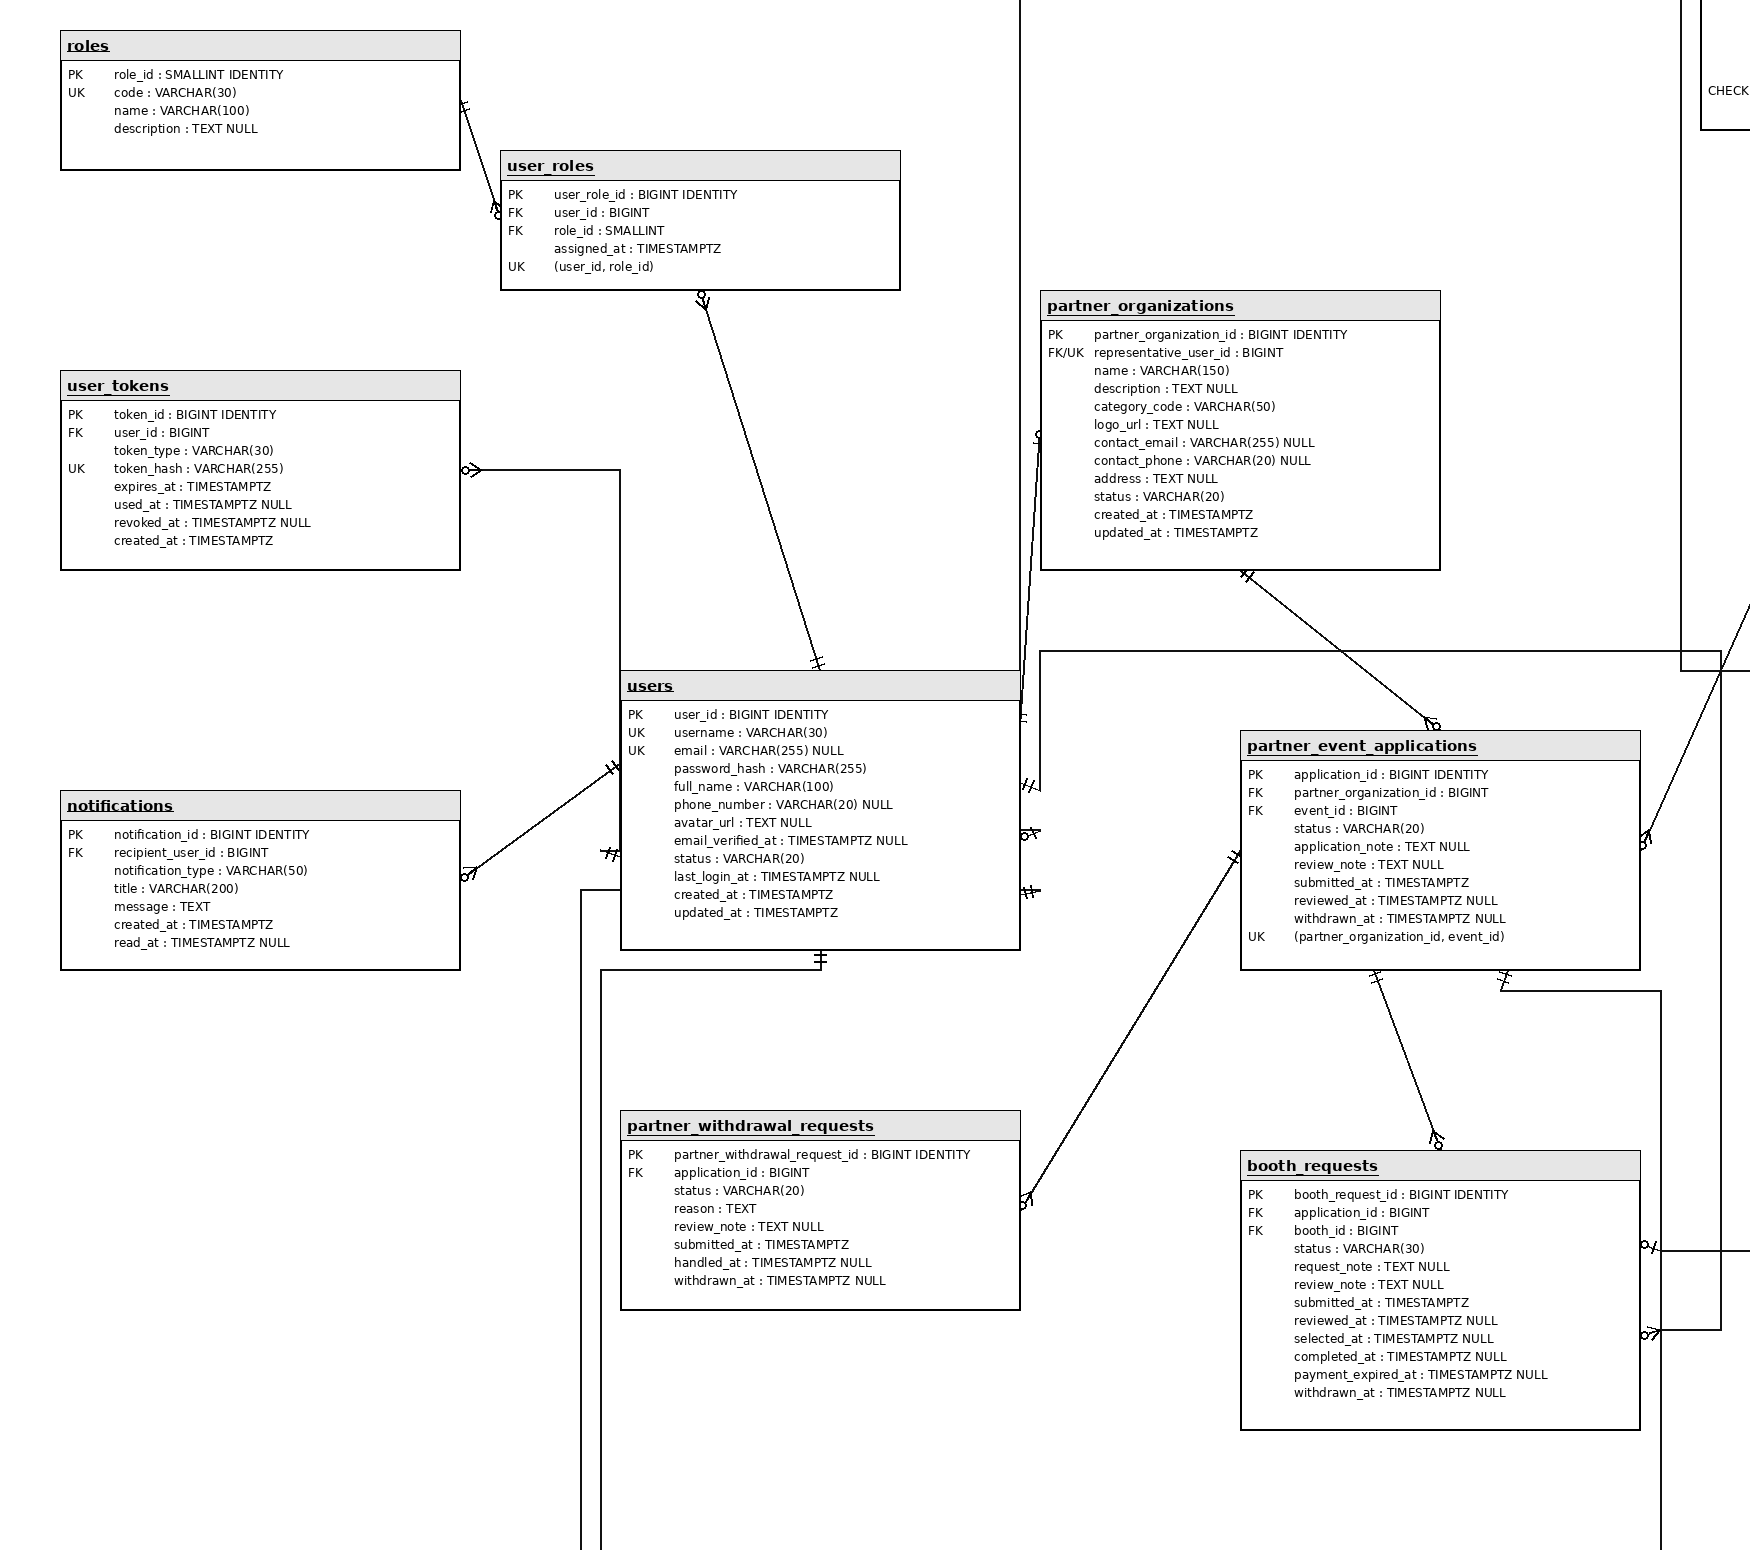 roles
PK role_id : SMALLINT IDENTITY
UK code : VARCHAR(30)
name : VARCHAR(100)
description : TEXT NULL
CHECK
user_roles
PK user_role_id : BIGINT IDENTITY
FK user_id : BIGINT
FK role_id : SMALLINT
assigned_at : TIMESTAMPTZ
UK (user_id, role_id)
partner_organizations
PK partner_organization_id : BIGINT IDENTITY
FK/UK representative_user_id : BIGINT
name : VARCHAR(150)
description : TEXT NULL
category_code : VARCHAR(50)
logo_url : TEXT NULL
contact_email : VARCHAR(255) NULL
contact_phone : VARCHAR(20) NULL
address : TEXT NULL
status : VARCHAR(20)
created_at : TIMESTAMPTZ
updated_at : TIMESTAMPTZ
user_tokens
PK token_id : BIGINT IDENTITY
FK user_id : BIGINT
token_type : VARCHAR(30)
UK token_hash : VARCHAR(255)
expires_at : TIMESTAMPTZ
used_at : TIMESTAMPTZ NULL
revoked_at : TIMESTAMPTZ NULL
created_at : TIMESTAMPTZ
users
PK user_id : BIGINT IDENTITY
UK username : VARCHAR(30)
UK email : VARCHAR(255) NULL
password_hash : VARCHAR(255)
full_name : VARCHAR(100)
phone_number : VARCHAR(20) NULL
avatar_url : TEXT NULL
email_verified_at : TIMESTAMPTZ NULL
status : VARCHAR(20)
last_login_at : TIMESTAMPTZ NULL
created_at : TIMESTAMPTZ
updated_at : TIMESTAMPTZ
partner_event_applications
PK application_id : BIGINT IDENTITY
FK partner_organization_id : BIGINT
FK event_id : BIGINT
status : VARCHAR(20)
application_note : TEXT NULL
review_note : TEXT NULL
submitted_at : TIMESTAMPTZ
reviewed_at : TIMESTAMPTZ NULL
withdrawn_at : TIMESTAMPTZ NULL
UK (partner_organization_id, event_id)
notifications
PK notification_id : BIGINT IDENTITY
FK recipient_user_id : BIGINT
notification_type : VARCHAR(50)
title : VARCHAR(200)
message : TEXT
created_at : TIMESTAMPTZ
read_at : TIMESTAMPTZ NULL
partner_withdrawal_requests
PK partner_withdrawal_request_id : BIGINT IDENTITY
FK application_id : BIGINT
status : VARCHAR(20)
reason : TEXT
review_note : TEXT NULL
submitted_at : TIMESTAMPTZ
handled_at : TIMESTAMPTZ NULL
withdrawn_at : TIMESTAMPTZ NULL
booth_requests
PK booth_request_id : BIGINT IDENTITY
FK application_id : BIGINT
FK booth_id : BIGINT
status : VARCHAR(30)
request_note : TEXT NULL
review_note : TEXT NULL
submitted_at : TIMESTAMPTZ
reviewed_at : TIMESTAMPTZ NULL
selected_at : TIMESTAMPTZ NULL
completed_at : TIMESTAMPTZ NULL
payment_expired_at : TIMESTAMPTZ NULL
withdrawn_at : TIMESTAMPTZ NULL